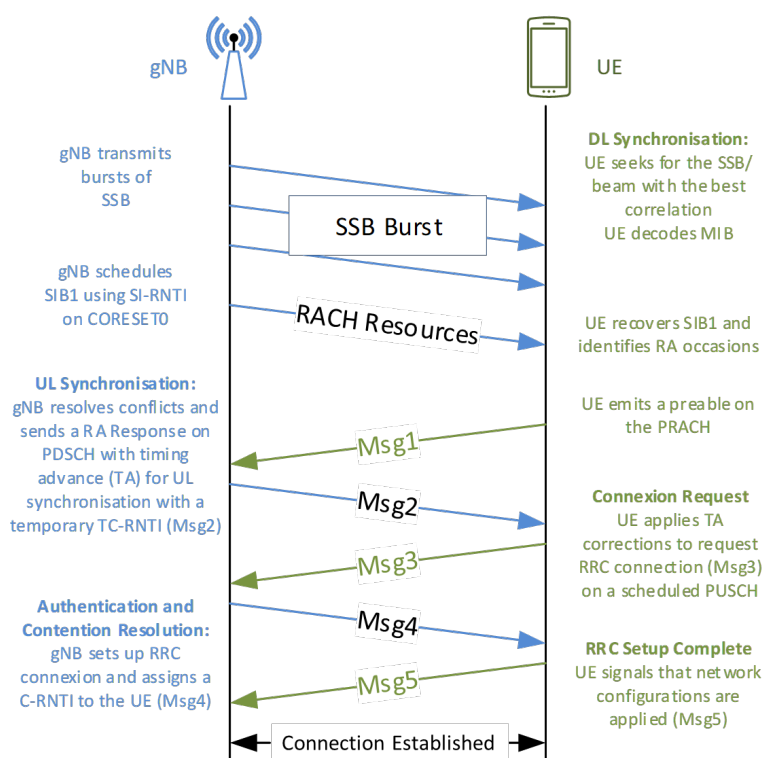 gNB
UE
gNB transmits
bursts of
SSB
DL Synchronisation:
UE seeks for the SSB/
beam with the best
correlation
UE decodes MIB
SSB Burst
gNB schedules
SIB1 using SI-RNTI
on CORESET0
RACH Resources
UE recovers SIB1 and
identifies RA occasions
UL Synchronisation:
gNB resolves conflicts and
sends a RA Response on
PDSCH with timing
advance (TA) for UL
synchronisation with a
temporary TC-RNTI (Msg2)
UE emits a preable on
the PRACH
Msg1
Msg2
Connexion Request
UE applies TA
corrections to request
RRC connection (Msg3)
on a scheduled PUSCH
Msg3
Authentication and
Contention Resolution:
gNB sets up RRC
connexion and assigns a
C-RNTI to the UE (Msg4)
Msg4
RRC Setup Complete
UE signals that network
configurations are
applied (Msg5)
Msg5
Connection Established